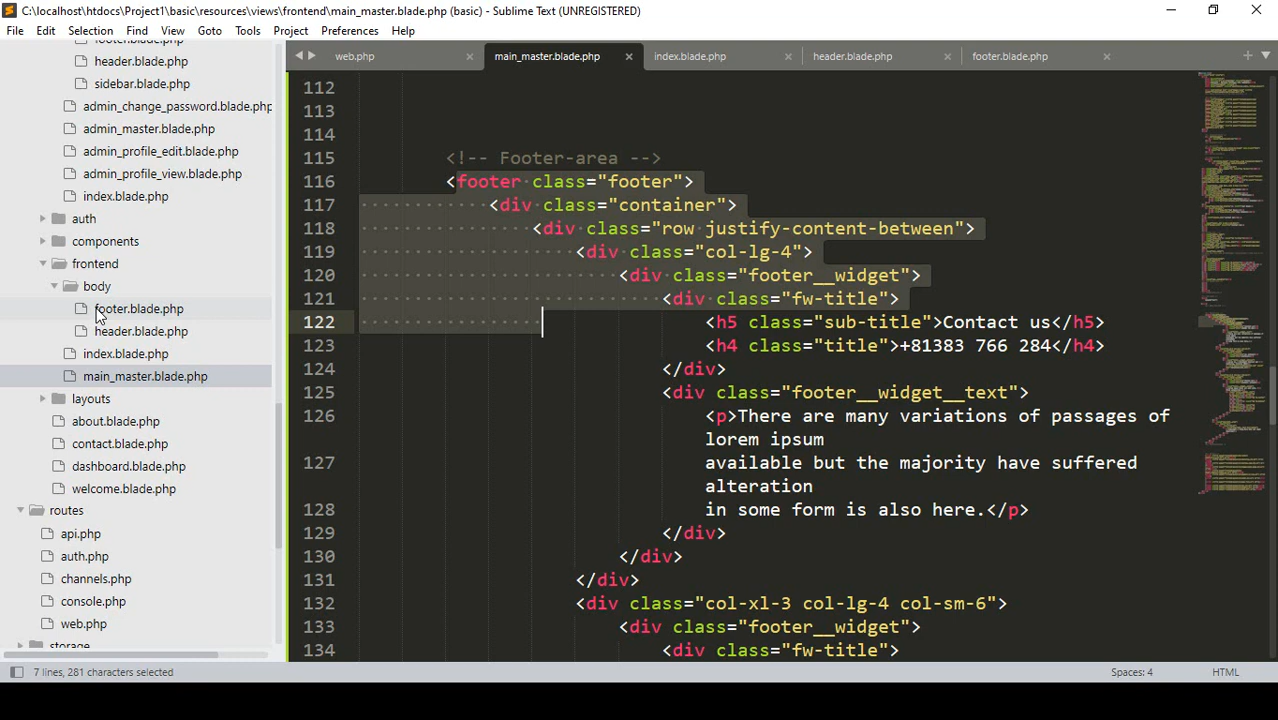 C:\localhost\htdocs\Project1\basic\resources\views\frontend\main_master.blade.php (basic) - Sublime Text (UNREGISTERED)
File Edit Selection Find View Goto Tools Project Preferences Help
footer.blade.php
header.blade.php
sidebar.blade.php
admin_change_password.blade.php
admin_master.blade.php
admin_profile_edit.blade.php
admin_profile_view.blade.php
index.blade.php
auth
components
frontend
body
footer.blade.php
header.blade.php
index.blade.php
main_master.blade.php
layouts
about.blade.php
contact.blade.php
dashboard.blade.php
welcome.blade.php
routes
api.php
auth.php
channels.php
console.php
web.php
storage
web.php main_master.blade.php index.blade.php header.blade.php footer.blade.php
112
113
114
115 <!-- Footer-area -->
116 <footer class="footer">
117 <div class="container">
118 <div class="row justify-content-between">
119 <div class="col-lg-4">
120 <div class="footer__widget">
121 <div class="fw-title">
122 <h5 class="sub-title">Contact us</h5>
123 <h4 class="title">+81383 766 284</h4>
124 </div>
125 <div class="footer__widget__text">
126 <p>There are many variations of passages of
lorem ipsum
127 available but the majority have suffered
alteration
128 in some form is also here.</p>
129 </div>
130 </div>
131 </div>
132 <div class="col-xl-3 col-lg-4 col-sm-6">
133 <div class="footer__widget">
134 <div class="fw-title">
7 lines, 281 characters selected Spaces: 4 HTML